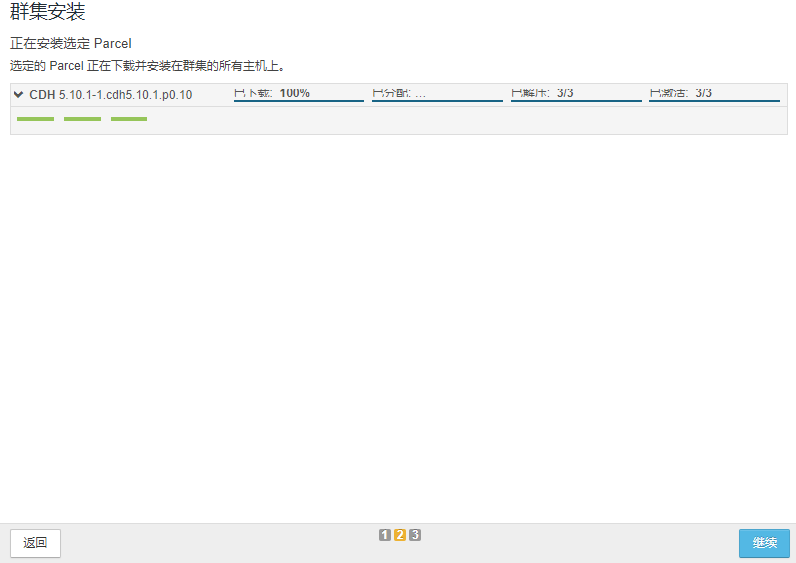 群集安装
正在安装选定 Parcel
选定的 Parcel 正在下载并安装在群集的所有主机上。
CDH 5.10.1-1.cdh5.10.1.p0.10 已下载: 100% 已分配: ... 已解压: 3/3 已激活: 3/3
返回 1 2 3 继续